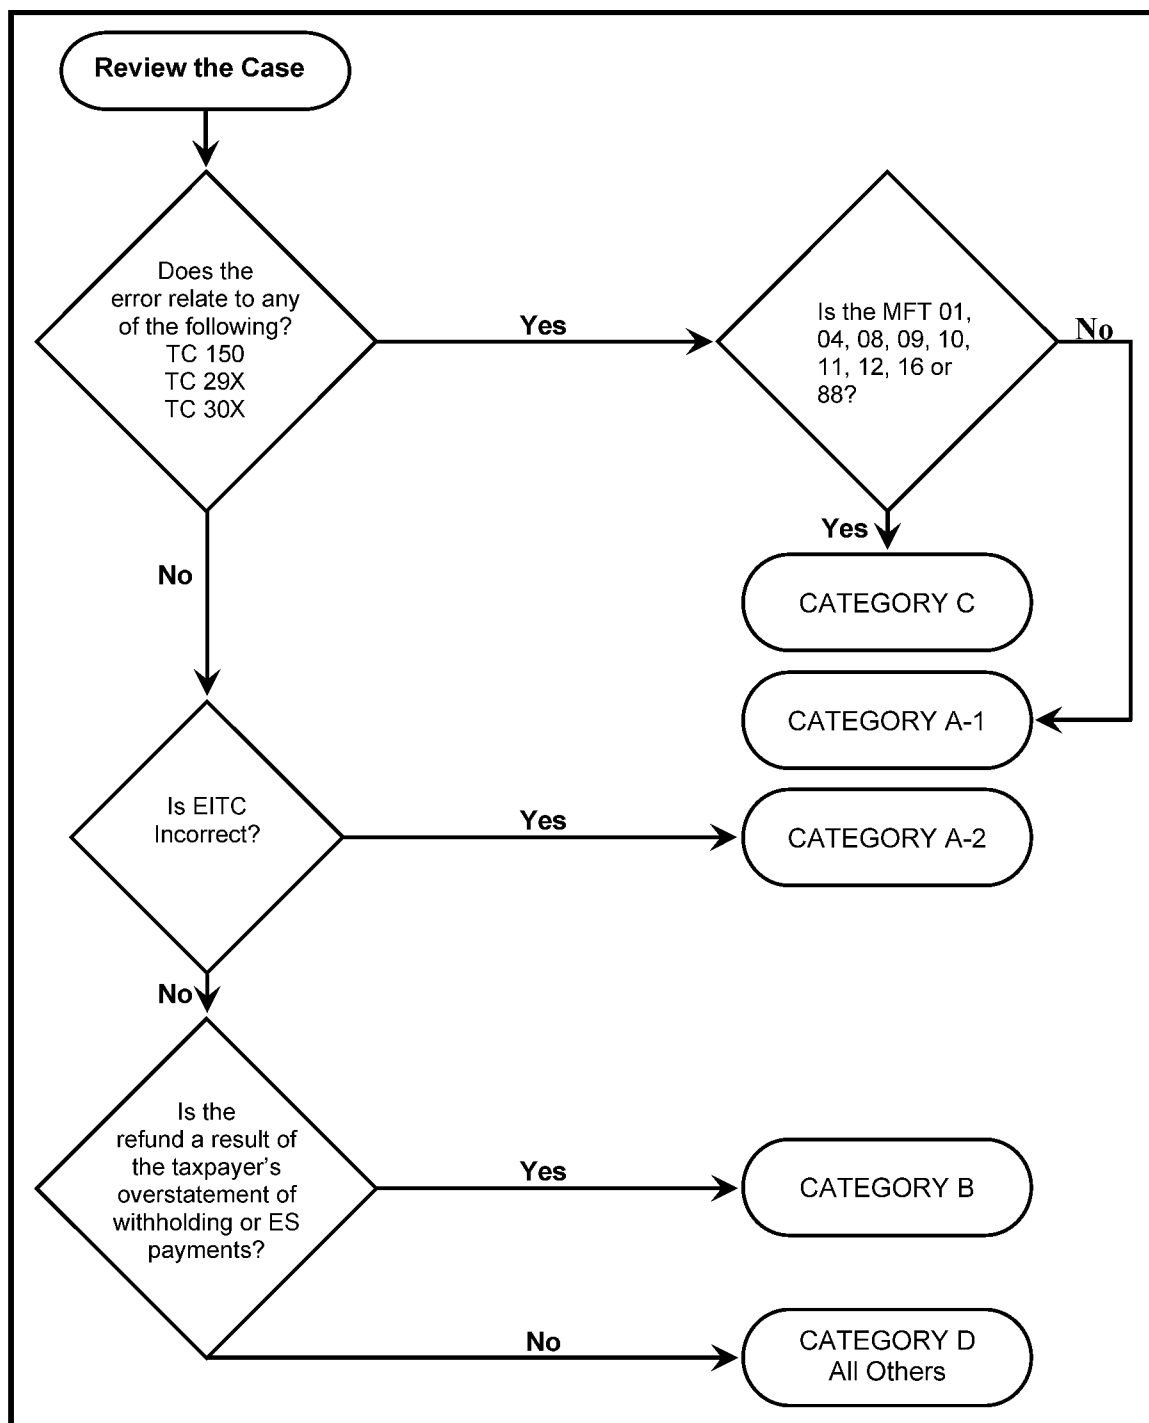 Review the Case
Does the
error relate to any
of the following?
TC 150
TC 29X
TC 30X
Yes
Is the MFT 01,
04, 08, 09, 10,
11, 12, 16 or
88?
No
Yes
CATEGORY C
No
CATEGORY A-1
Is EITC
Incorrect?
Yes
CATEGORY A-2
No
Is the
refund a result of
the taxpayer’s
overstatement of
withholding or ES
payments?
Yes
CATEGORY B
No
CATEGORY D
All Others